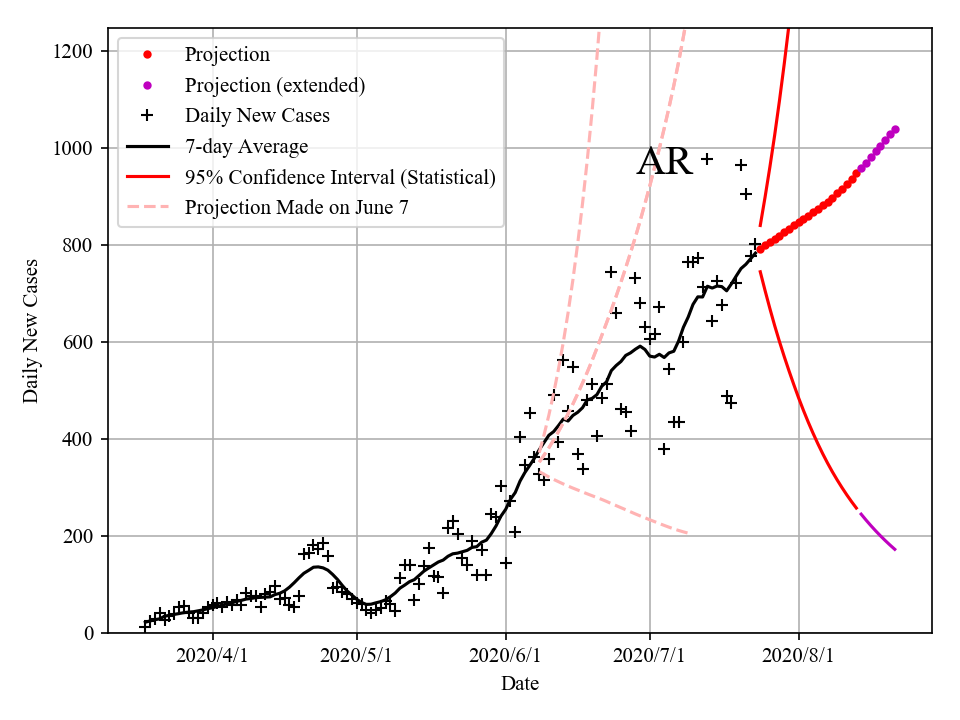 1200
1000
800
600
400
200
0
Daily New Cases
Projection
Projection (extended)
Daily New Cases
7-day Average
95% Confidence Interval (Statistical)
Projection Made on June 7
AR
2020/4/1 2020/5/1 2020/6/1 2020/7/1 2020/8/1
Date